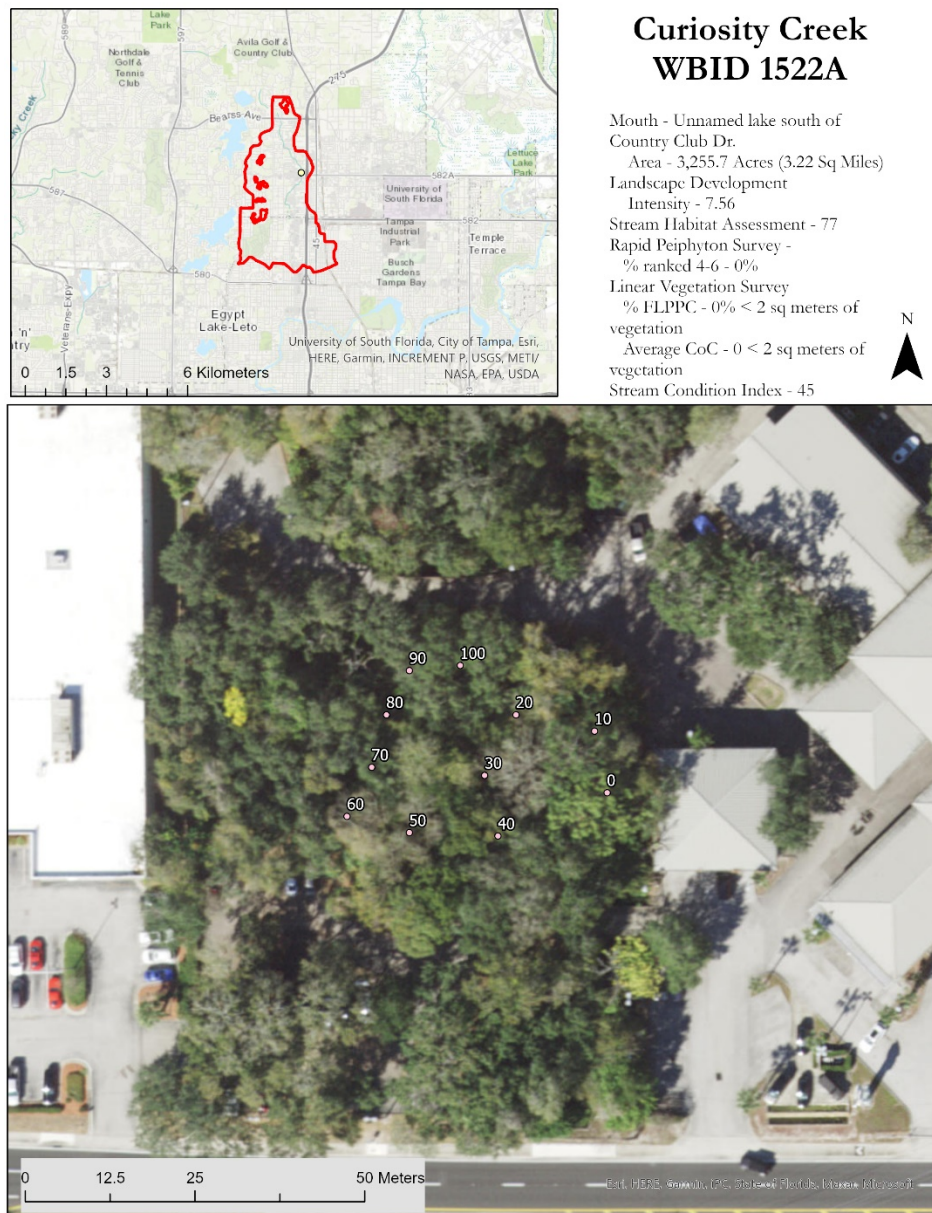 Curiosity Creek
WBID 1522A
Mouth - Unnamed lake south of
Country Club Dr.
Area - 3,255.7 Acres (3.22 Sq Miles)
Landscape Development
Intensity - 7.56
Stream Habitat Assessment - 77
Rapid Peiphyton Survey -
% ranked 4-6 - 0%
Linear Vegetation Survey
% FLPPC - 0% < 2 sq meters of
vegetation
Average CoC - 0 < 2 sq meters of
vegetation
Stream Condition Index - 45
N
Lake
Park
589
597
Northdale
Golf &
Tennis
Club
Avila Golf &
Country Club
275
Bearss Ave
Creek
Lettuce
Lake
Park
582A
587
University of
South Florida
582
Tampa
Industrial
Park
Temple
Terrace
45
580
Busch
Gardens
Tampa Bay
Veterans-Expy
Egypt
Lake-Leto
'n'
try
University of South Florida, City of Tampa, Esri,
HERE, Garmin, INCREMENT P, USGS, METI/
NASA, EPA, USDA
0 1.5 3 6 Kilometers
90
100
80
20
10
70
30
0
60
50
40
0 12.5 25 50 Meters
Esri, HERE, Garmin, iPC, State of Florida, Maxar, Microsoft